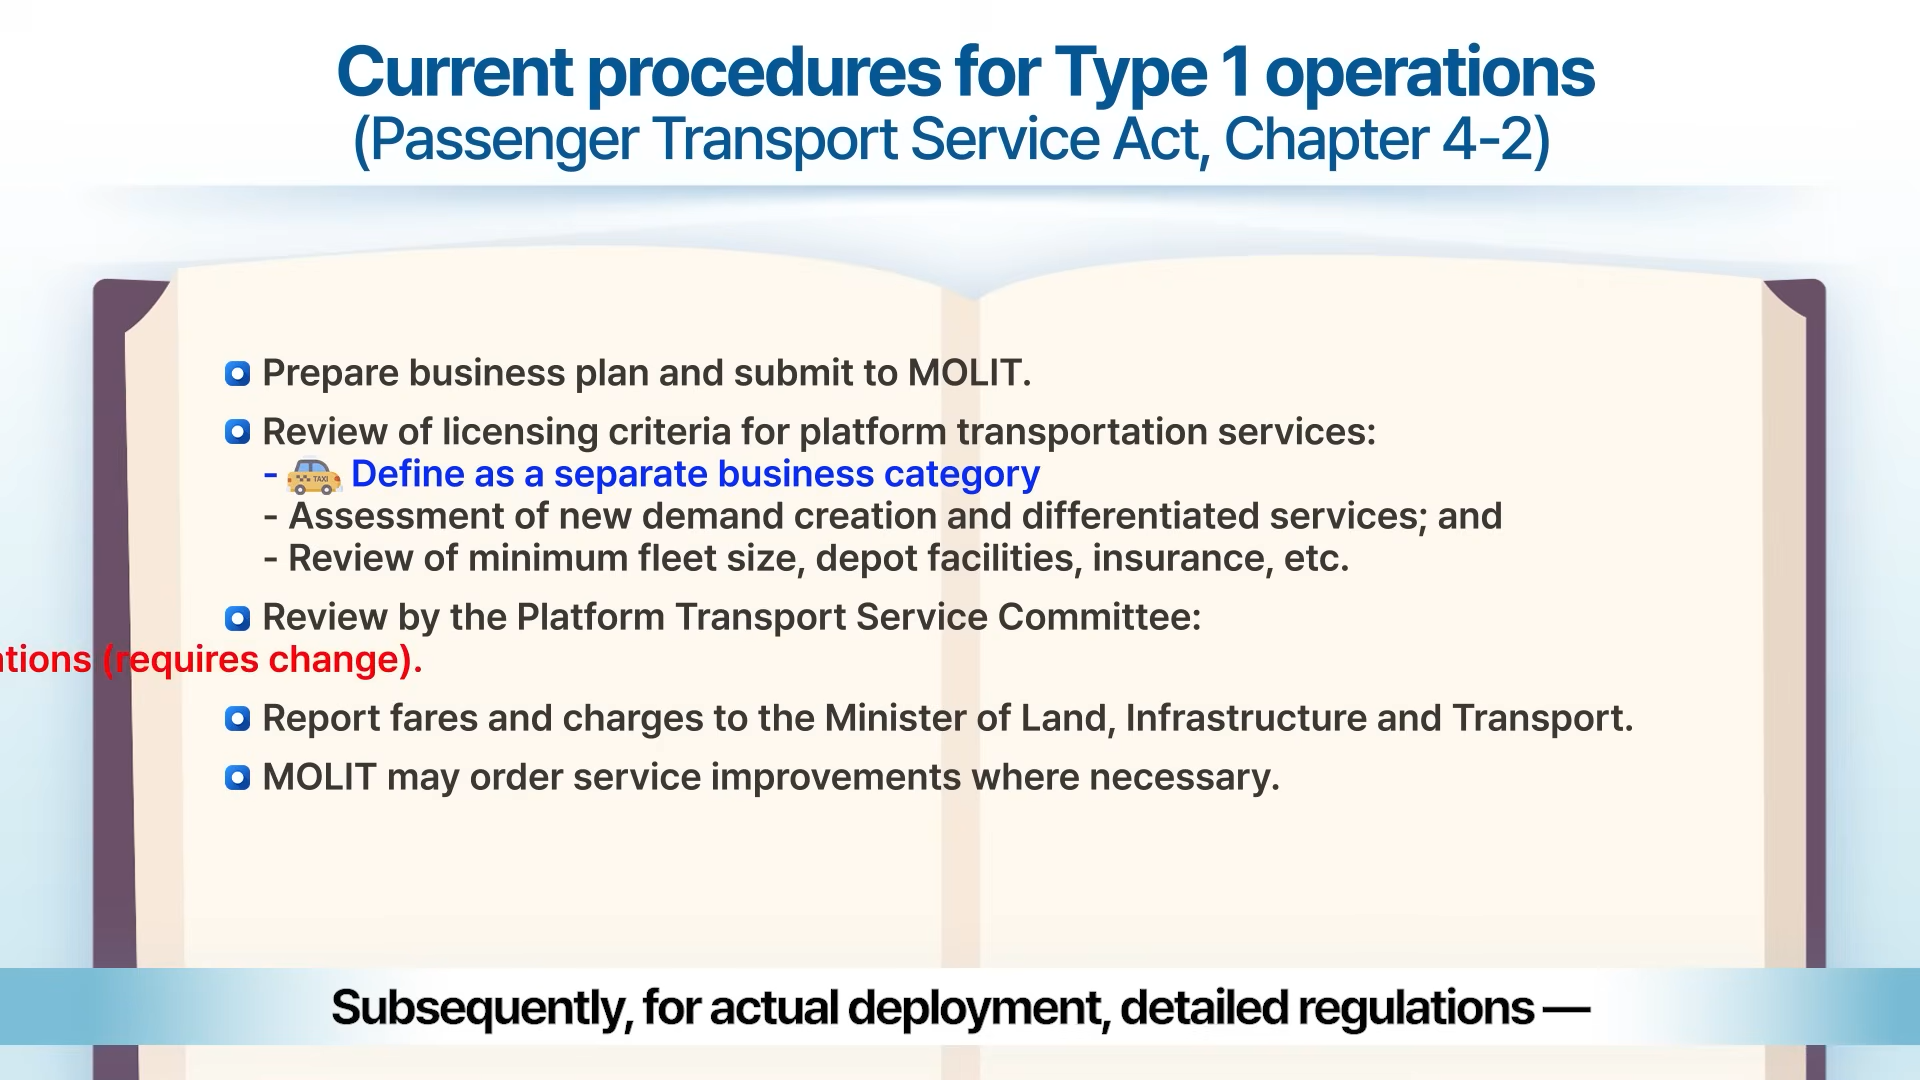 Current procedures for Type 1 operations
(Passenger Transport Service Act, Chapter 4-2)
Prepare business plan and submit to MOLIT.
Review of licensing criteria for platform transportation services:
- TAXI Define as a separate business category
- Assessment of new demand creation and differentiated services; and
- Review of minimum fleet size, depot facilities, insurance, etc.
Review by the Platform Transport Service Committee:
(requires change).
Report fares and charges to the Minister of Land, Infrastructure and Transport.
MOLIT may order service improvements where necessary.
Subsequently, for actual deployment, detailed regulations —